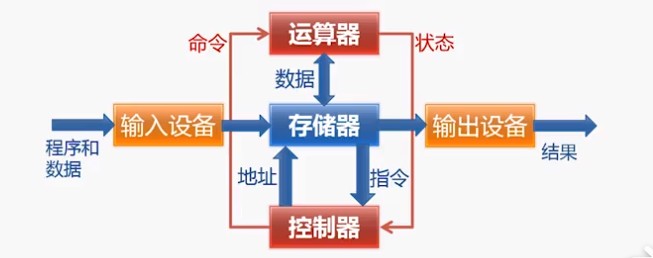 运算器
命令
状态
数据
输入设备
存储器
输出设备
程序和
数据
结果
地址
指令
控制器